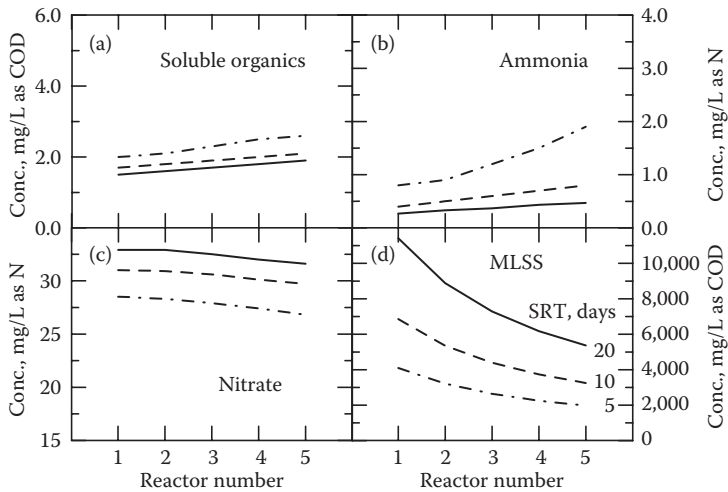 6.0
4.0
2.0
0.0
Conc., mg/L as COD
(a)
Soluble organics
(b)
Ammonia
4.0
3.0
2.0
1.0
0.0
Conc., mg/L as N
30
25
20
15
Conc., mg/L as N
(c)
Nitrate
1 2 3 4 5
Reactor number
(d)
MLSS
SRT, days
20
10
5
10,000
8,000
6,000
4,000
2,000
0
Conc., mg/L as COD
1 2 3 4 5
Reactor number